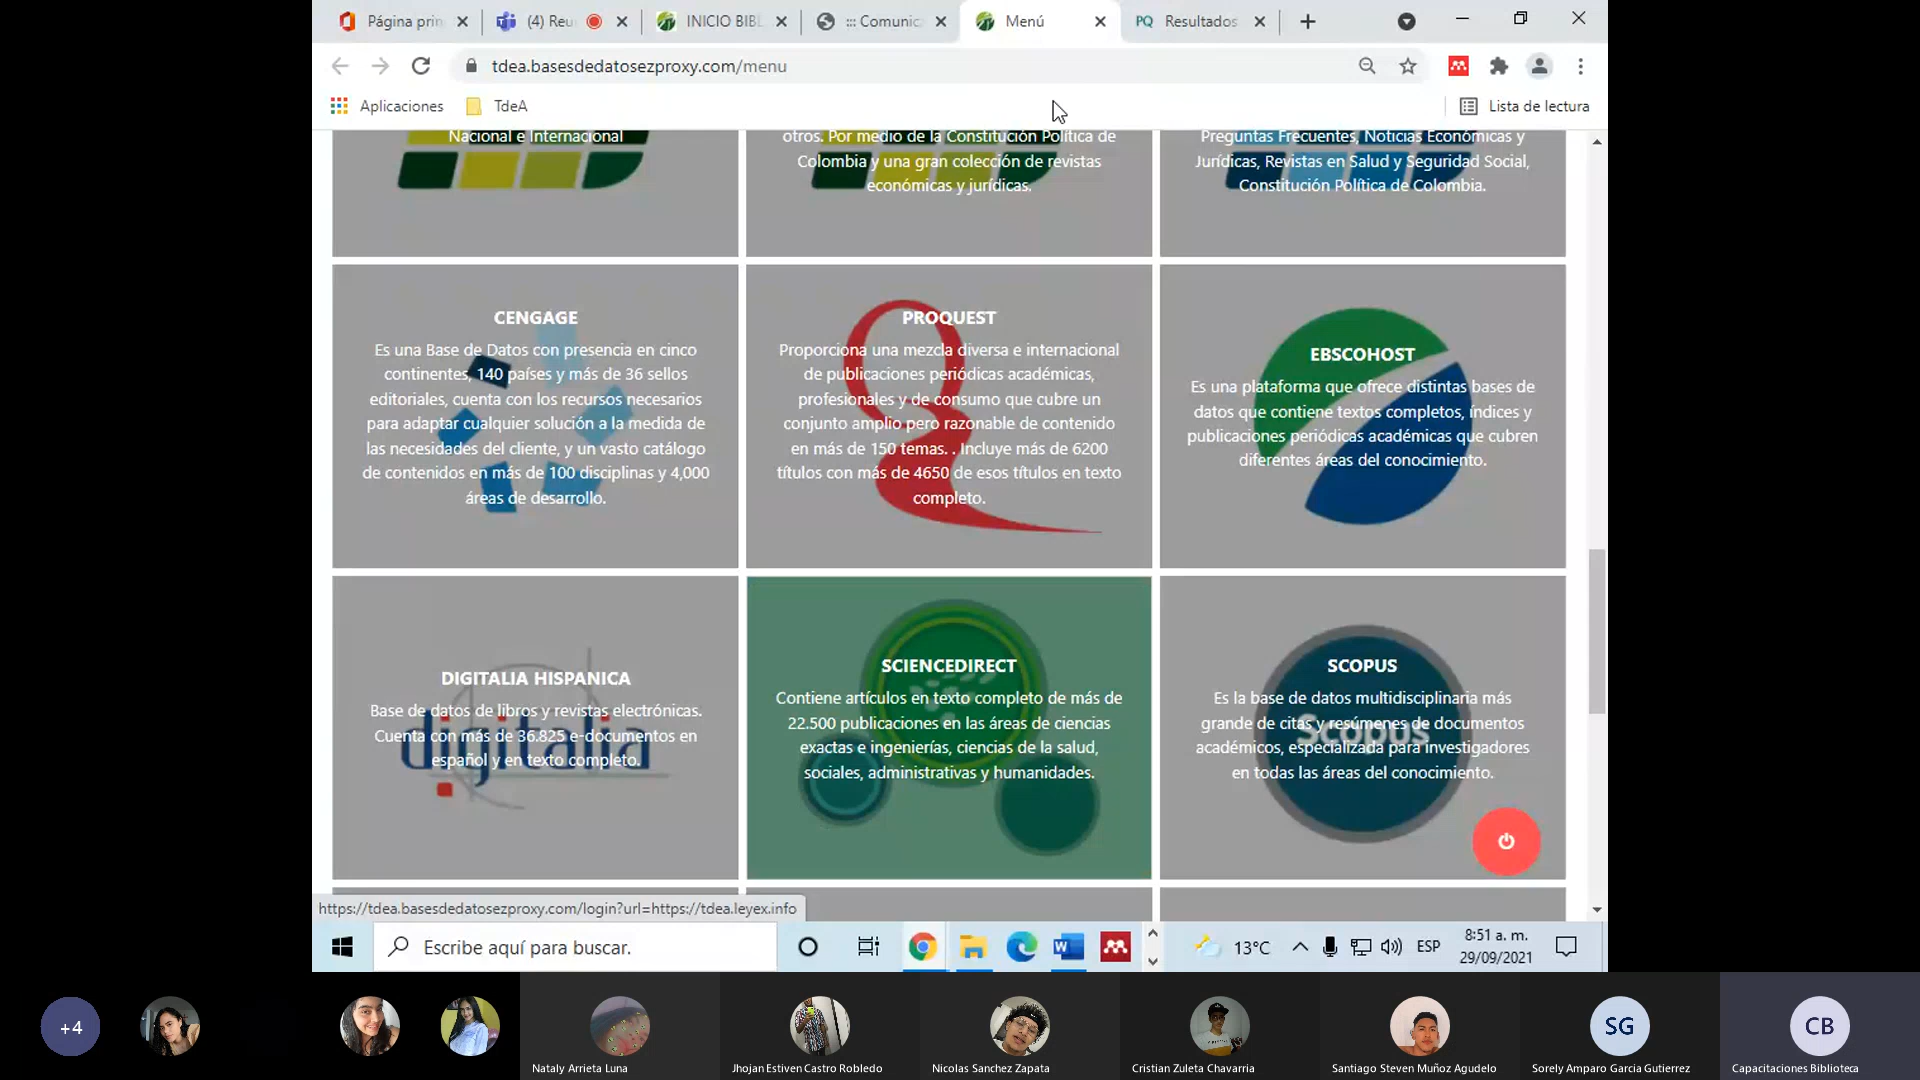 Página prin
(4) Reu
INICIO BIBL
::: Comunica
Menú
PQ Resultados
tdea.basesdedatosezproxy.com/menu
Aplicaciones
TdeA
Lista de lectura
Nacional e Internacional
otros. Por medio de la Constitución Política de
Colombia y una gran colección de revistas
económicas y jurídicas.
Preguntas Frecuentes, Noticias Económicas y
Jurídicas, Revistas en Salud y Seguridad Social,
Constitución Política de Colombia.
CENGAGE
Es una Base de Datos con presencia en cinco
continentes, 140 países y más de 36 sellos
editoriales, cuenta con los recursos necesarios
para adaptar cualquier solución a la medida de
las necesidades del cliente, y un vasto catálogo
de contenidos en más de 100 disciplinas y 4,000
áreas de desarrollo.
PROQUEST
Proporciona una mezcla diversa e internacional
de publicaciones periódicas académicas,
profesionales y de consumo que cubre un
conjunto amplio pero razonable de contenido
en más de 150 temas. . Incluye más de 6200
títulos con más de 4650 de esos títulos en texto
completo.
EBSCOHOST
Es una plataforma que ofrece distintas bases de
datos que contiene textos completos, índices y
publicaciones periódicas académicas que cubren
diferentes áreas del conocimiento.
DIGITALIA HISPANICA
Base de datos de libros y revistas electrónicas.
Cuenta con más de 36.825 e-documentos en
español y en texto completo.
digitalia
SCIENCEDIRECT
Contiene artículos en texto completo de más de
22.500 publicaciones en las áreas de ciencias
exactas e ingenierías, ciencias de la salud,
sociales, administrativas y humanidades.
SCOPUS
Es la base de datos multidisciplinaria más
grande de citas y resúmenes de documentos
académicos, especializada para investigadores
en todas las áreas del conocimiento.
Scopus
https://tdea.basesdedatosezproxy.com/login?url=https://tdea.leyex.info
Escribe aquí para buscar.
13°C
ESP
8:51 a. m.
29/09/2021
+4
Nataly Arrieta Luna
Jhojan Estiven Castro Robledo
Nicolas Sanchez Zapata
Cristian Zuleta Chavarria
Santiago Steven Muñoz Agudelo
SG
Sorely Amparo Garcia Gutierrez
CB
Capacitaciones Biblioteca